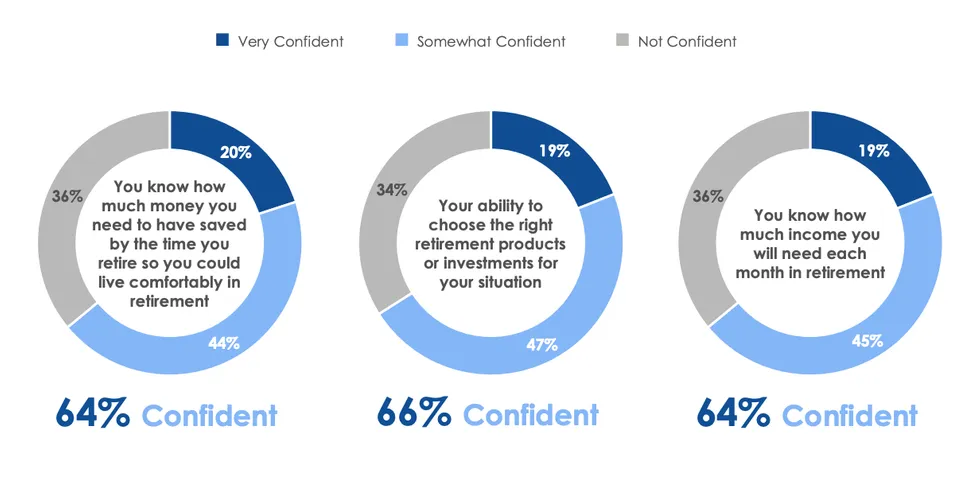 Very Confident
Somewhat Confident
Not Confident
20%
36%
You know how
much money you
need to have saved
by the time you
retire so you could
live comfortably in
retirement
44%
64% Confident
19%
34%
Your ability to
choose the right
retirement products
or investments for
your situation
47%
66% Confident
19%
36%
You know how
much income you
will need each
month in retirement
45%
64% Confident